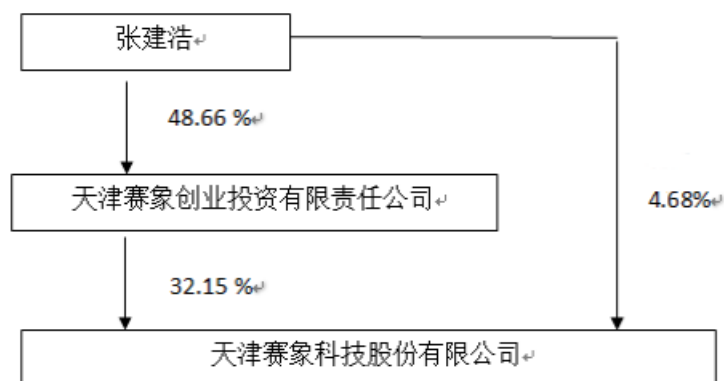 张建浩
48.66 %
天津赛象创业投资有限责任公司
4.68%
32.15 %
天津赛象科技股份有限公司